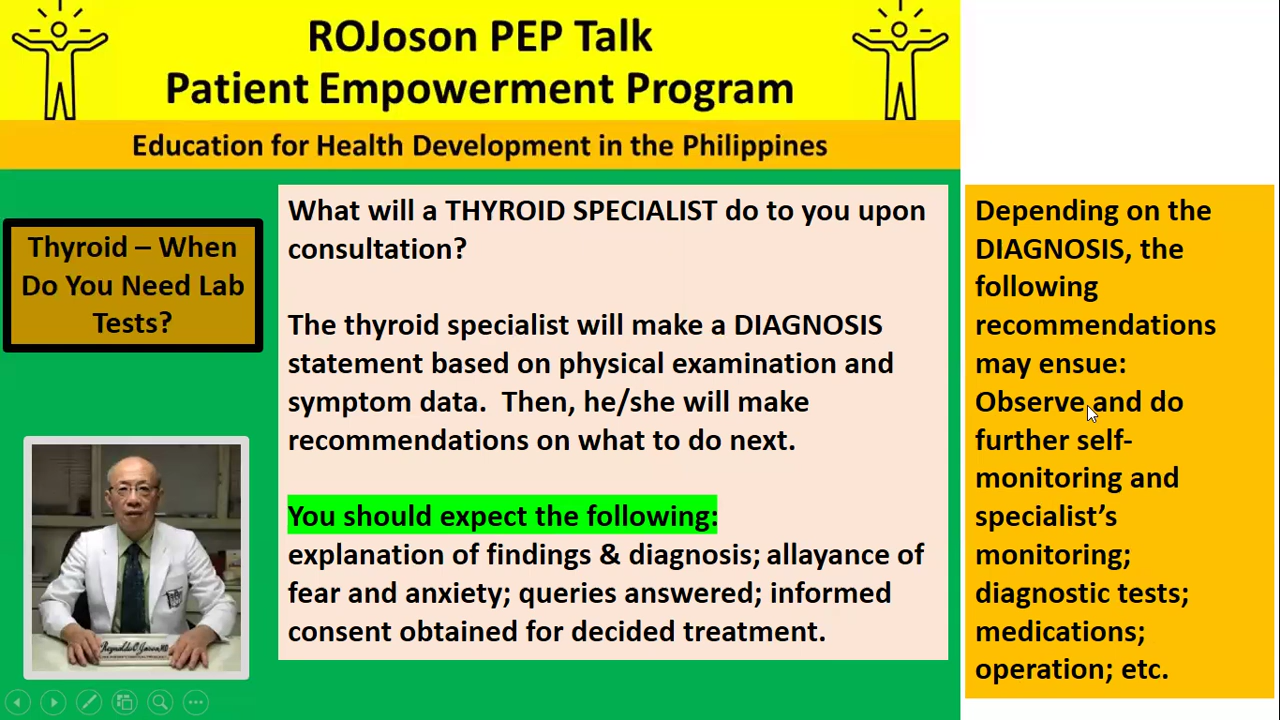 ROJoson PEP Talk
Patient Empowerment Program
Education for Health Development in the Philippines
Thyroid – When
Do You Need Lab
Tests?
What will a THYROID SPECIALIST do to you upon
consultation?
The thyroid specialist will make a DIAGNOSIS
statement based on physical examination and
symptom data.  Then, he/she will make
recommendations on what to do next.
You should expect the following:
explanation of findings & diagnosis; allayance of
fear and anxiety; queries answered; informed
consent obtained for decided treatment.
Depending on the
DIAGNOSIS, the
following
recommendations
may ensue:
Observe and do
further self-
monitoring and
specialist’s
monitoring;
diagnostic tests;
medications;
operation; etc.
Reynaldo O. Joson, MD